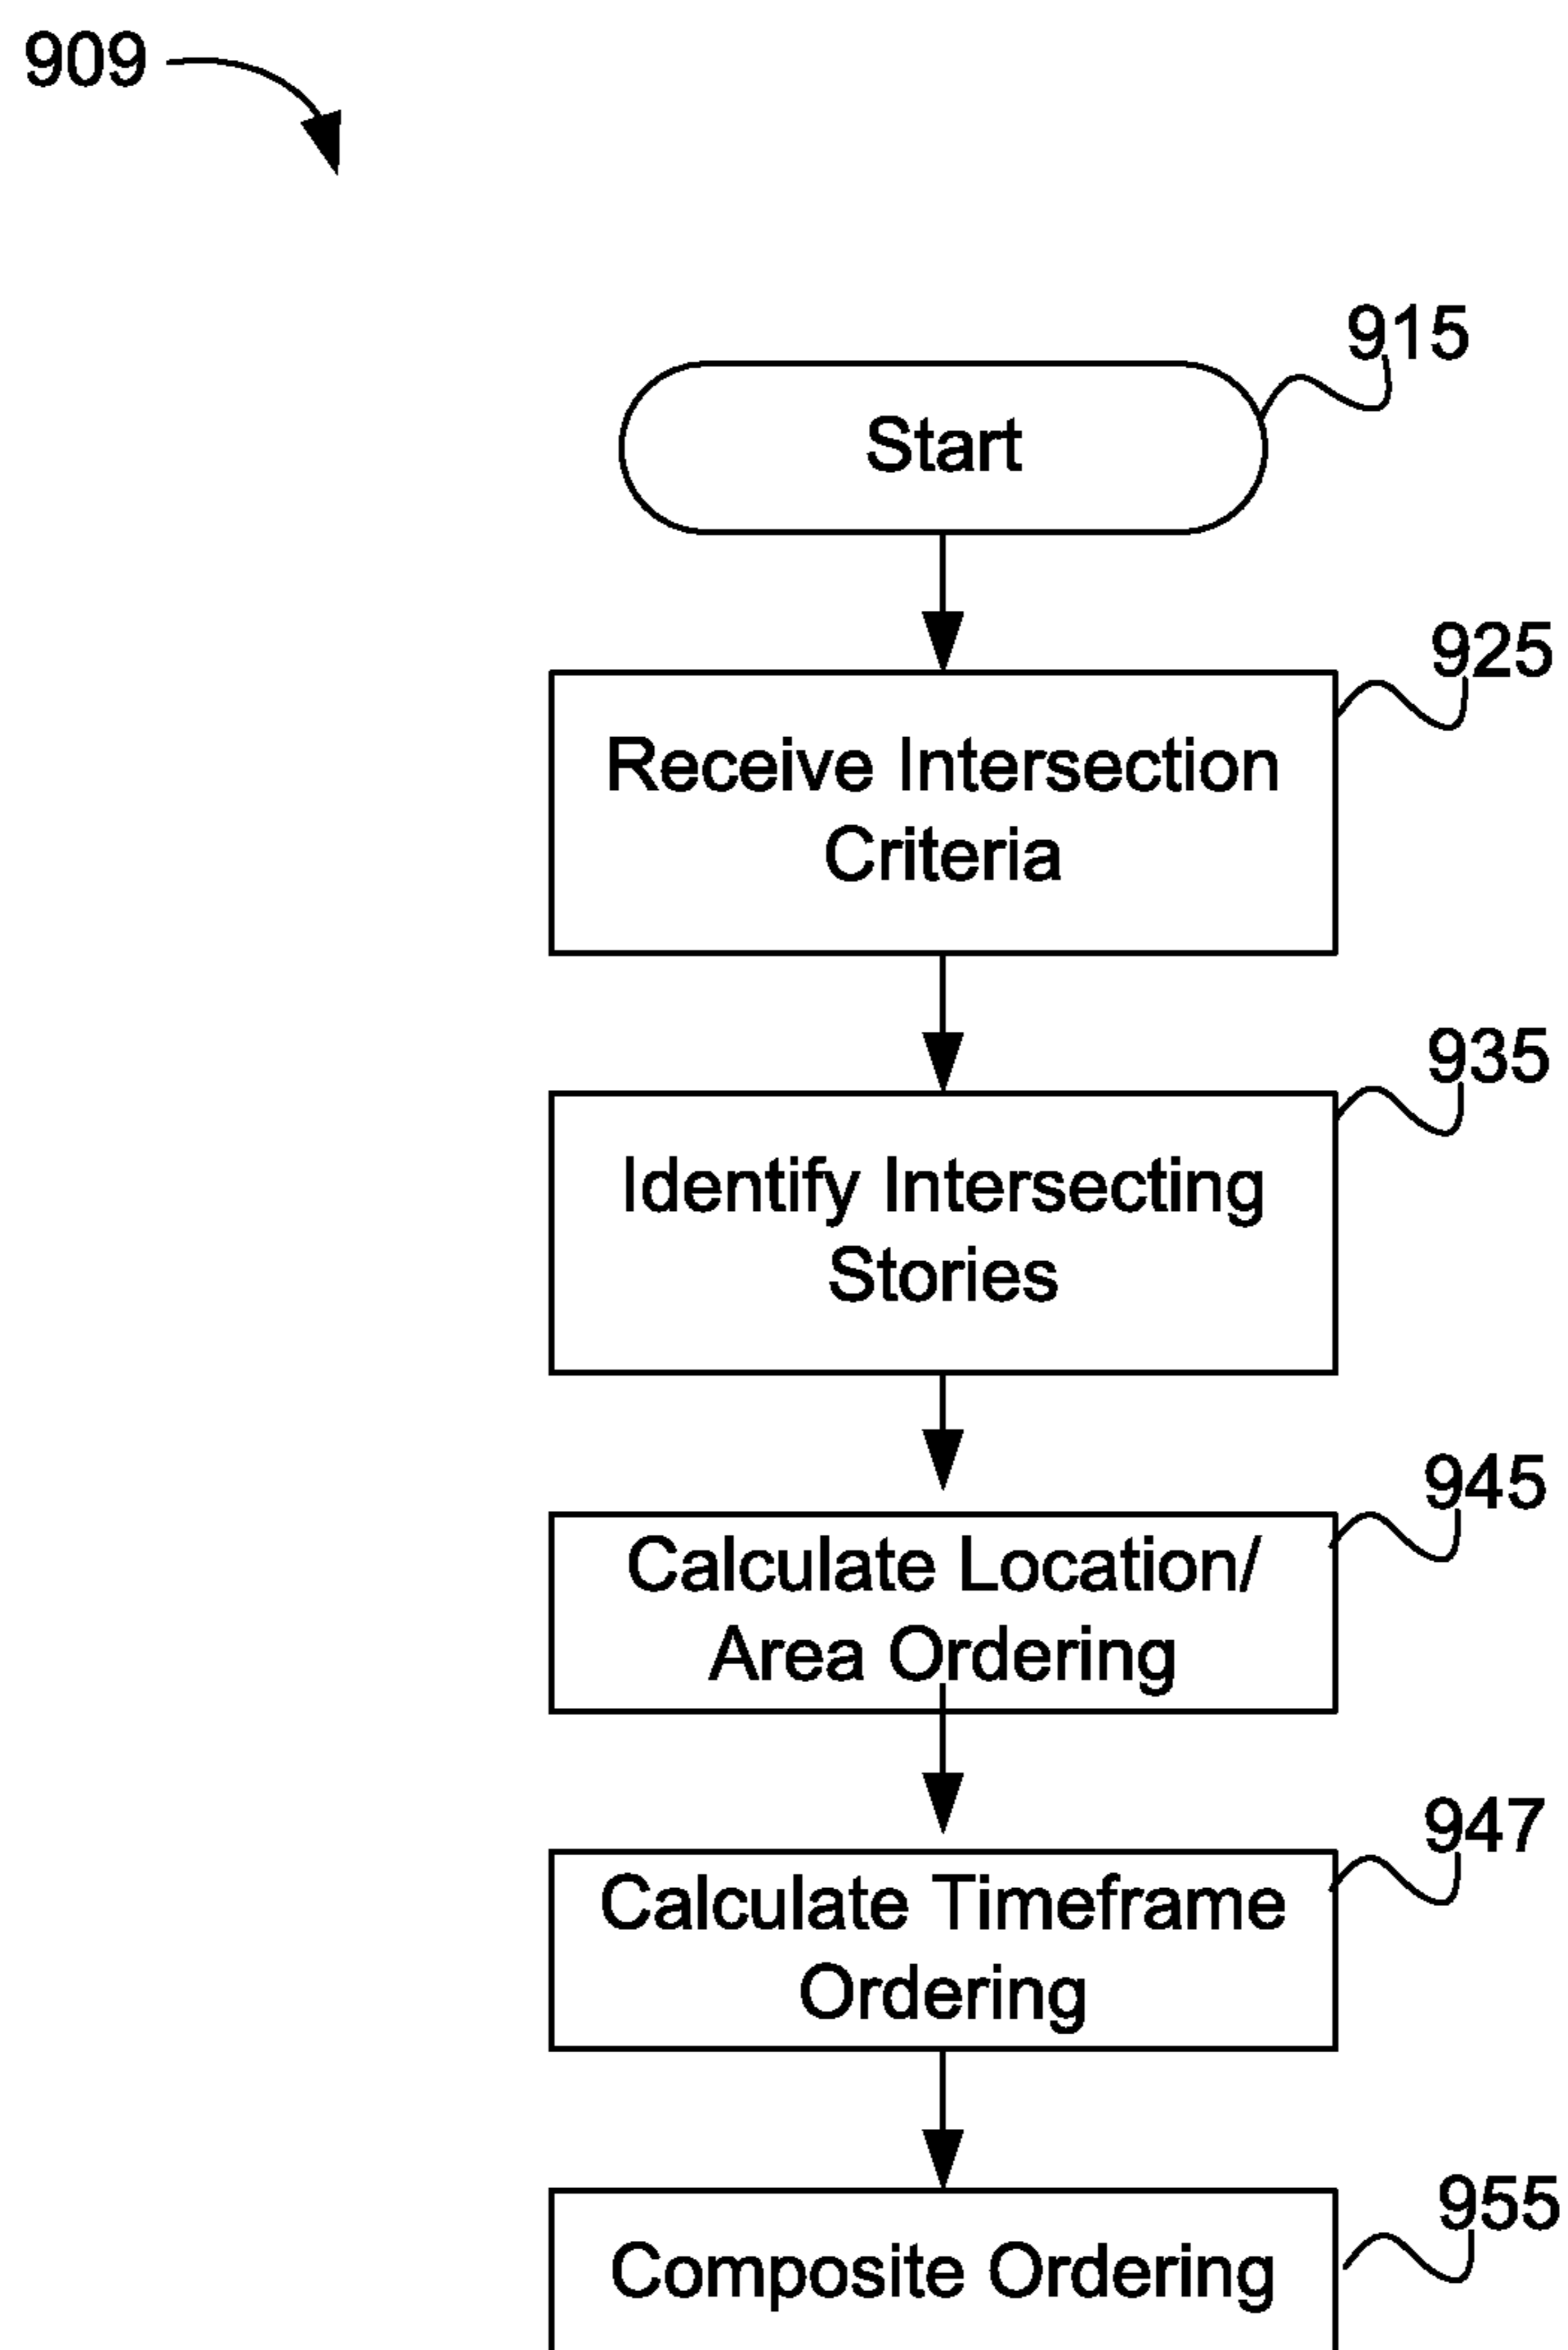 909
915
Start
925
Receive Intersection
Criteria
935
Identify Intersecting
Stories
945
Calculate Location/
Area Ordering
947
Calculate Timeframe
Ordering
955
Composite Ordering